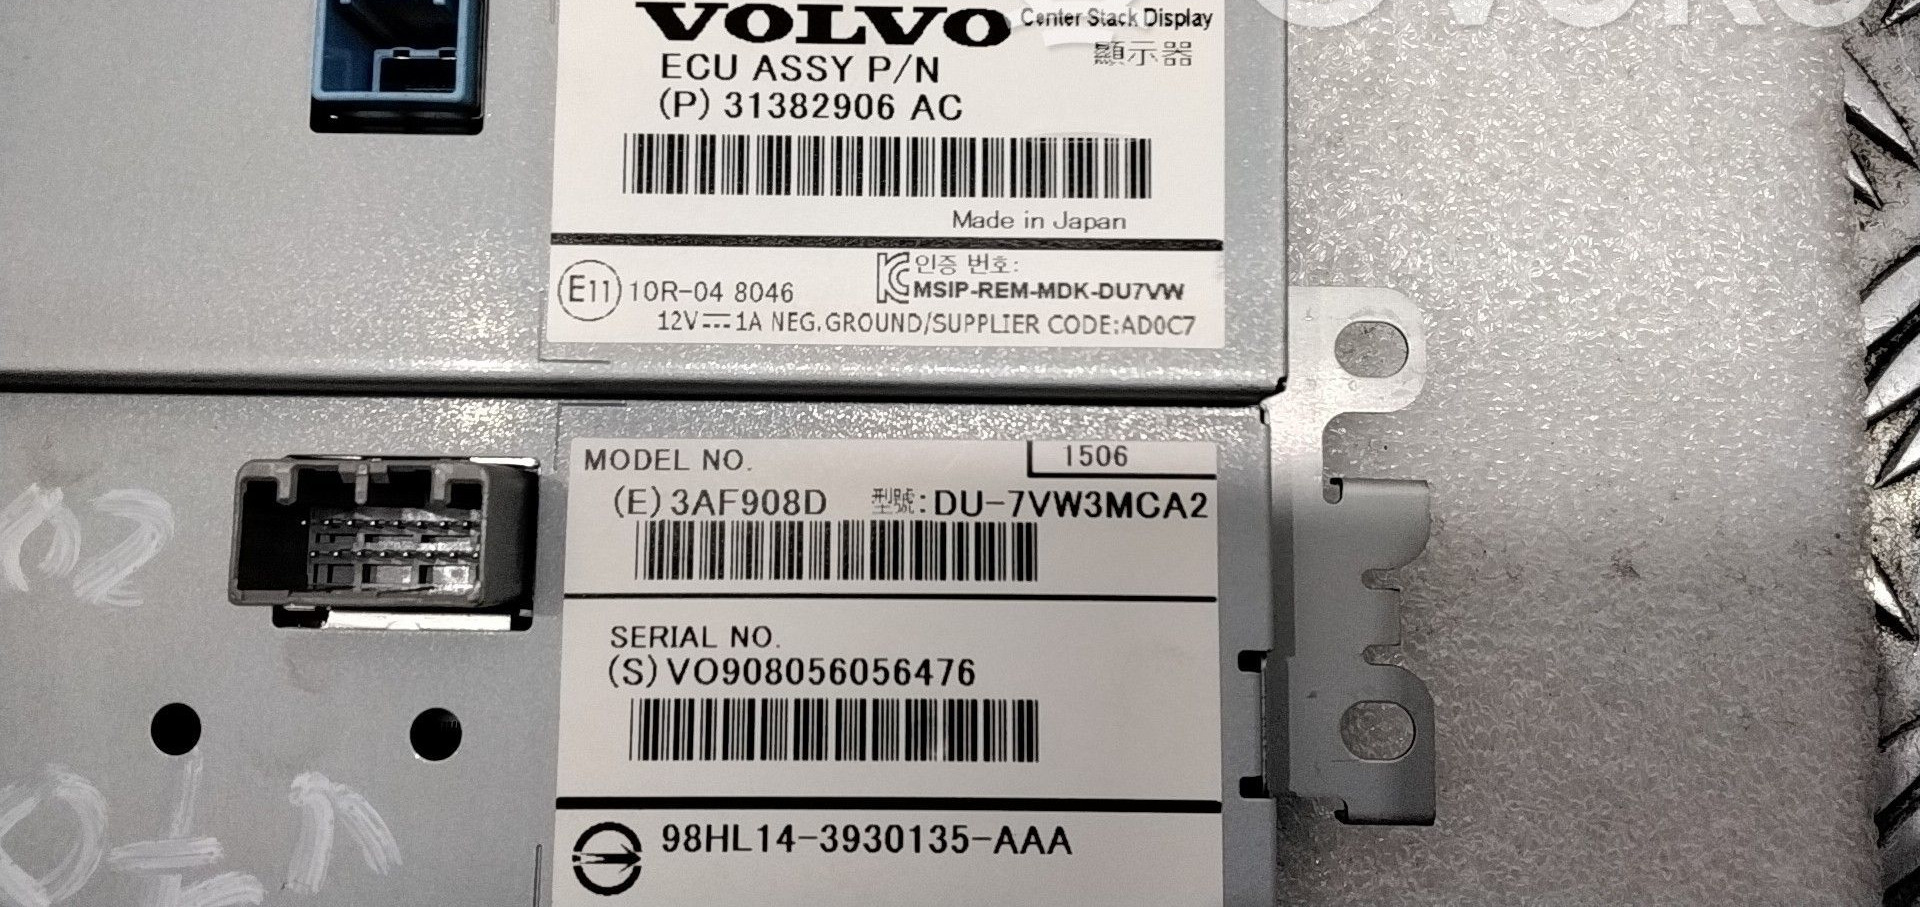 VOLVO Center Stack Display
顯示器
ECU ASSY P/N
(P) 31382906 AC
Made in Japan
E11 10R-04 8046
인증 번호:
MSIP-REM-MDK-DU7VW
12V⎓1A NEG.GROUND/SUPPLIER CODE:AD0C7
MODEL NO. 1506
(E) 3AF908D 型號:DU-7VW3MCA2
SERIAL NO.
(S) VO908056056476
98HL14-3930135-AAA